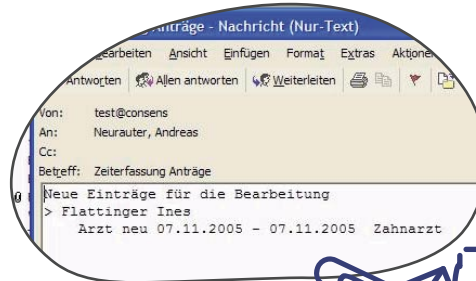 Anträge - Nachricht (Nur-Text)
Bearbeiten Ansicht Einfügen Format Extras Aktionen
Antworten Allen antworten Weiterleiten
Von: test@consens
An: Neurauter, Andreas
Cc:
Betreff: Zeiterfassung Anträge
Neue Einträge für die Bearbeitung
> Flattinger Ines
Arzt neu 07.11.2005 - 07.11.2005 Zahnarzt